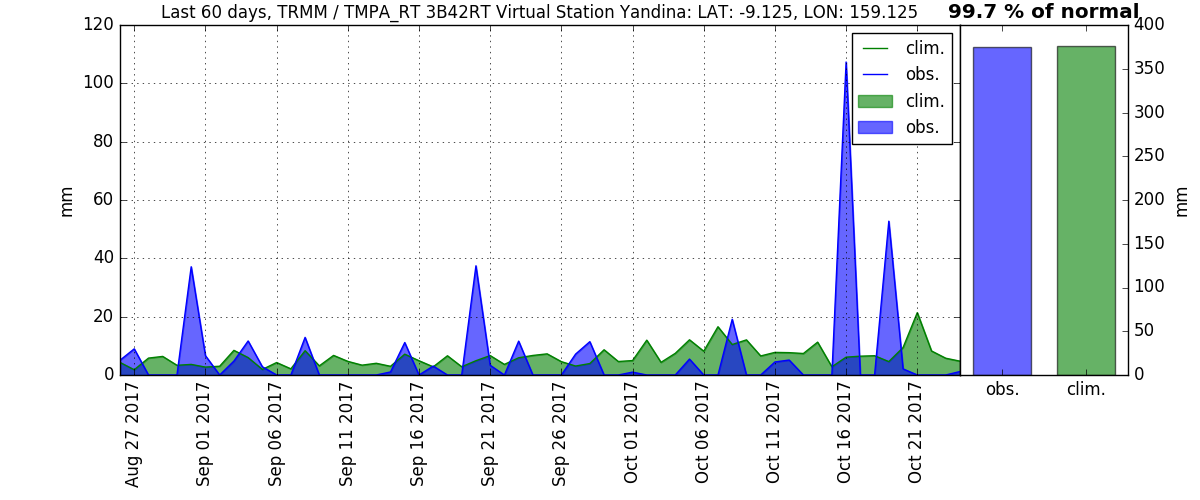 Last 60 days, TRMM / TMPA_RT 3B42RT Virtual Station Yandina: LAT: -9.125, LON: 159.125
99.7 % of normal
120
100
80
60
40
20
0
mm
clim.
obs.
clim.
obs.
400
350
300
250
200
150
100
50
0
mm
obs.
clim.
Aug 27 2017
Sep 01 2017
Sep 06 2017
Sep 11 2017
Sep 16 2017
Sep 21 2017
Sep 26 2017
Oct 01 2017
Oct 06 2017
Oct 11 2017
Oct 16 2017
Oct 21 2017